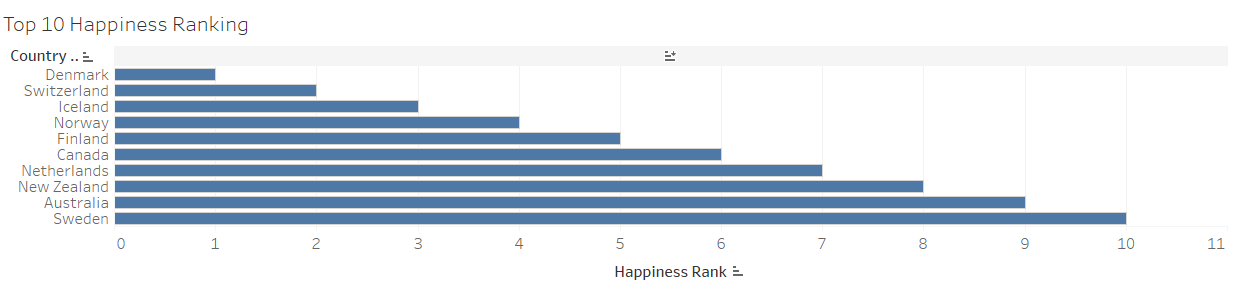 Top 10 Happiness Ranking
Country ..
Denmark
Switzerland
Iceland
Norway
Finland
Canada
Netherlands
New Zealand
Australia
Sweden
0 1 2 3 4 5 6 7 8 9 10 11
Happiness Rank